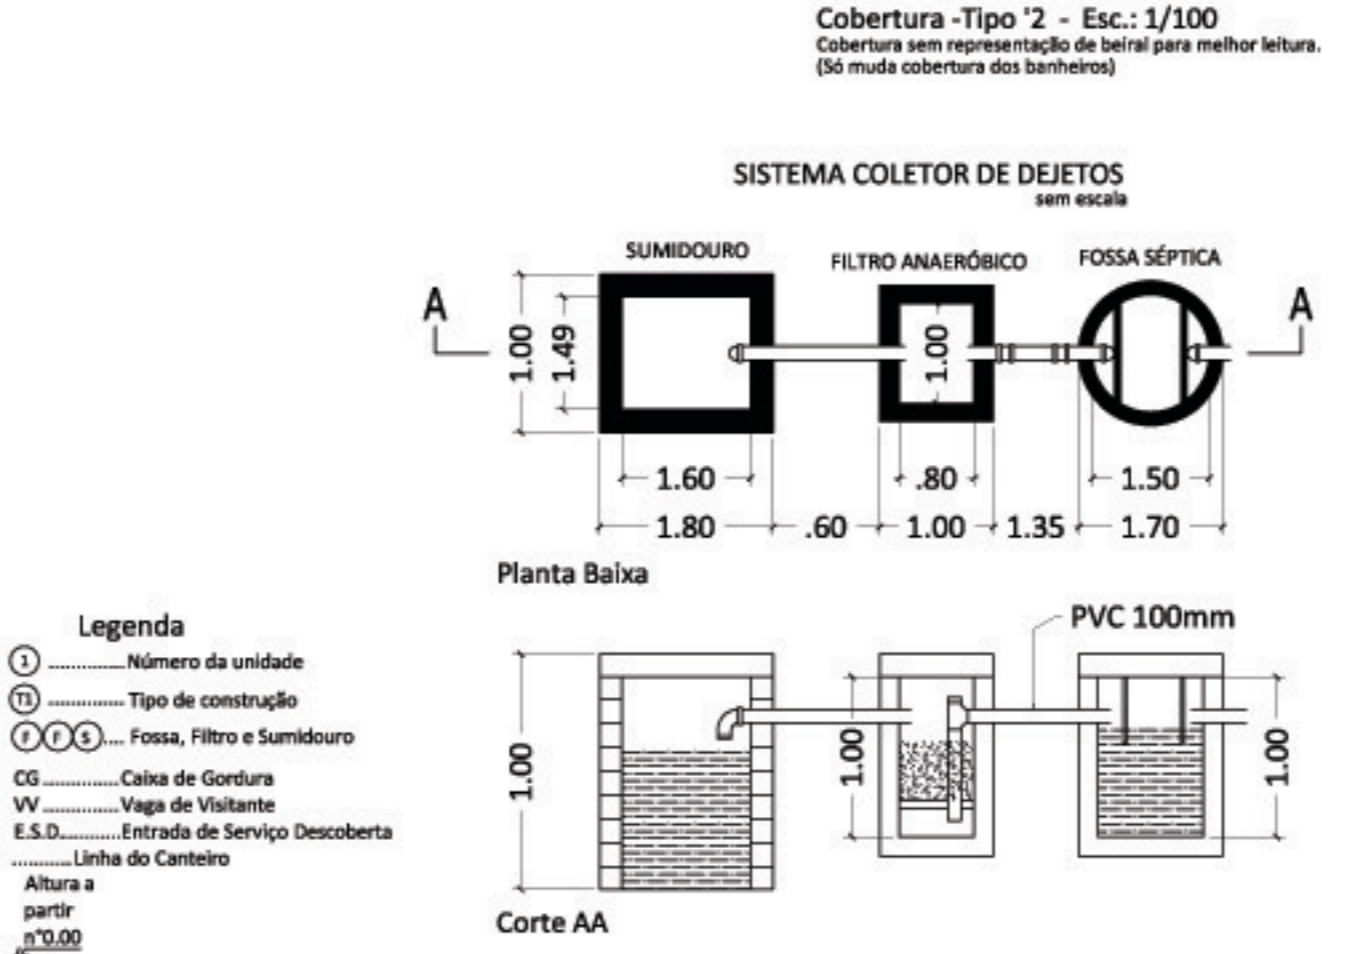 Cobertura -Tipo '2 - Esc.: 1/100
Cobertura sem representação de beiral para melhor leitura.
(Só muda cobertura dos banheiros)
SISTEMA COLETOR DE DEJETOS
sem escala
SUMIDOURO
FILTRO ANAERÓBICO
FOSSA SÉPTICA
A
A
1.00
1.49
1.00
1.60
.80
1.50
1.80
.60
1.00
1.35
1.70
Planta Baixa
PVC 100mm
1.00
1.00
1.00
Corte AA
Legenda
1 .............. Número da unidade
T1 .............. Tipo de construção
F F S .... Fossa, Filtro e Sumidouro
CG .............. Caixa de Gordura
VV .............. Vaga de Visitante
E.S.D. ........... Entrada de Serviço Descoberta
........... Linha do Canteiro
Altura a
partir
n°0.00